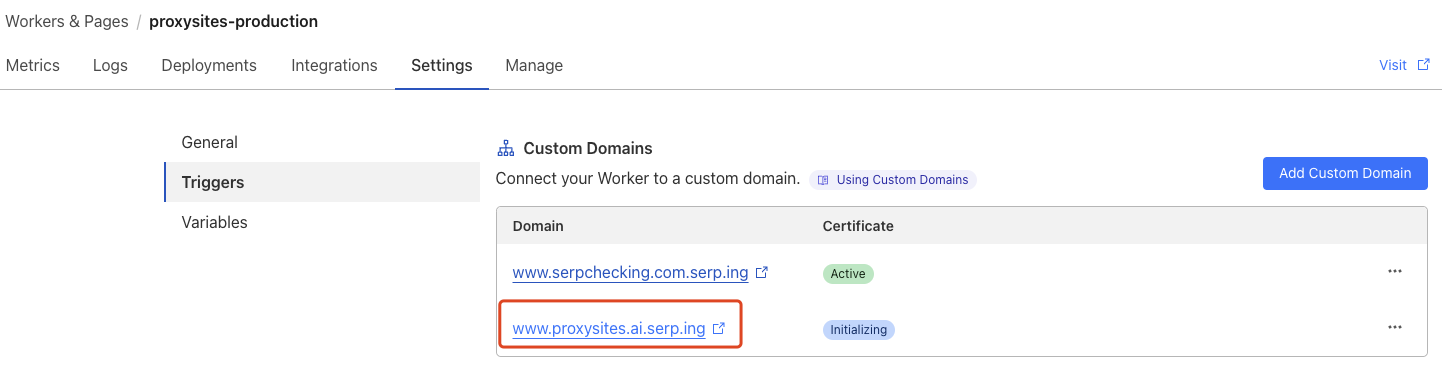 Workers & Pages / proxysites-production
Metrics Logs Deployments Integrations Settings Manage Visit
General
Triggers
Variables
Custom Domains
Connect your Worker to a custom domain. Using Custom Domains
Add Custom Domain
Domain Certificate
www.serpchecking.com.serp.ing Active ...
www.proxysites.ai.serp.ing Initializing ...